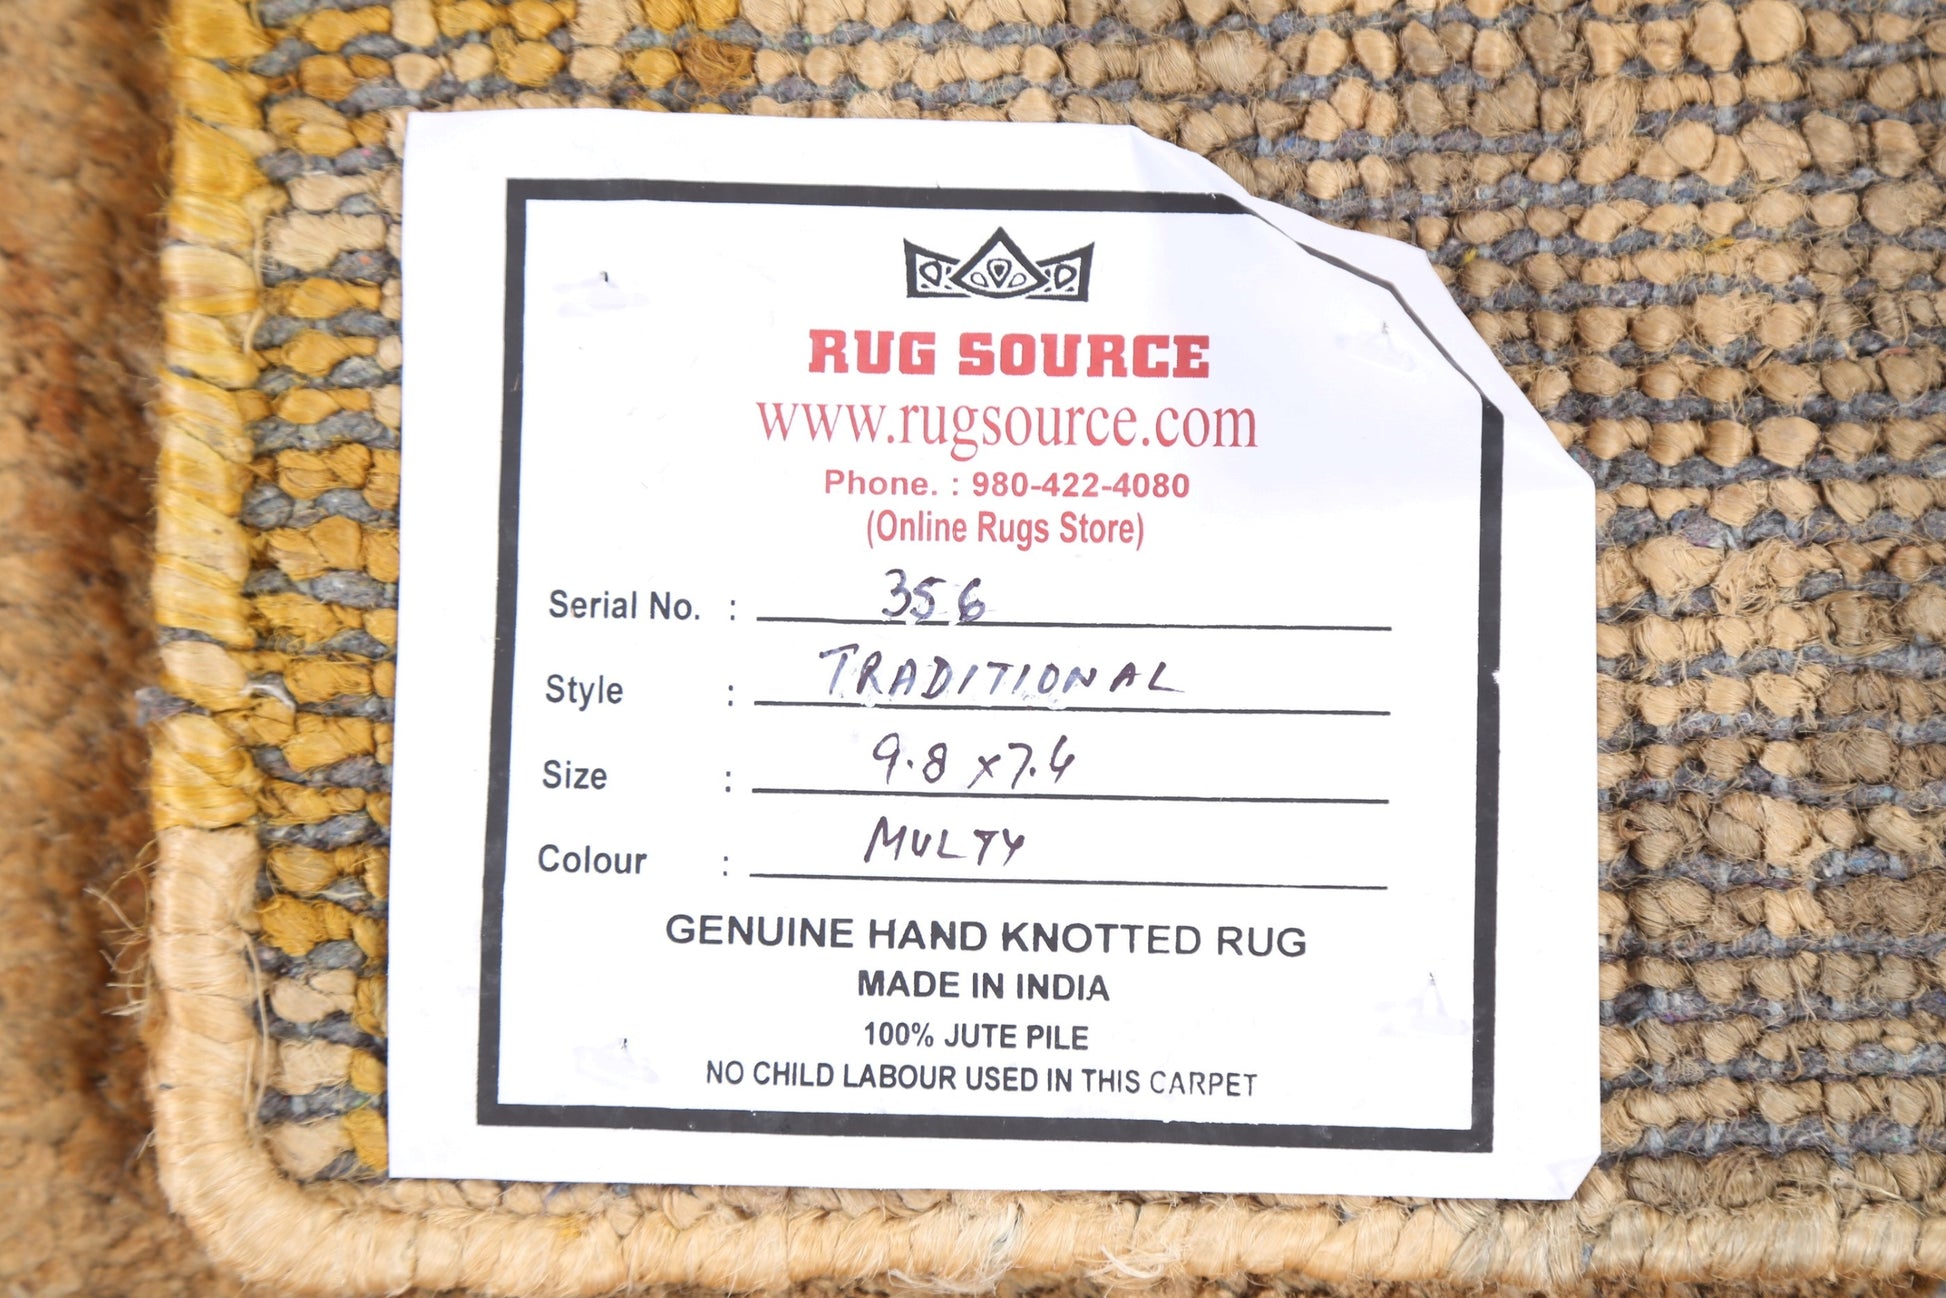 RUG SOURCE
www.rugsource.com
Phone. : 980-422-4080
(Online Rugs Store)
Serial No. : 356
Style : TRADITIONAL
Size : 9.8 x 7.6
Colour : MULTY
GENUINE HAND KNOTTED RUG
MADE IN INDIA
100% JUTE PILE
NO CHILD LABOUR USED IN THIS CARPET